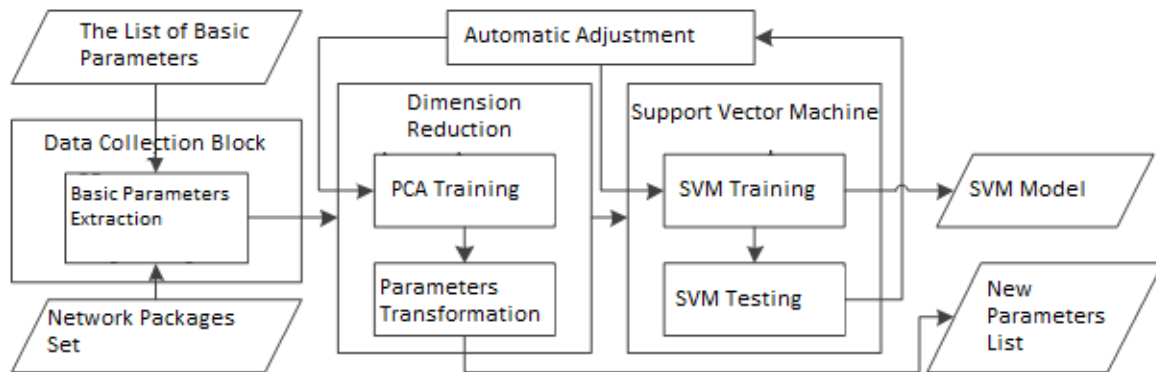 The List of Basic
Parameters
Automatic Adjustment
Data Collection Block
Basic Parameters
Extraction
Network Packages
Set
Dimension
Reduction
PCA Training
Parameters
Transformation
Support Vector Machine
SVM Training
SVM Testing
SVM Model
New
Parameters
List